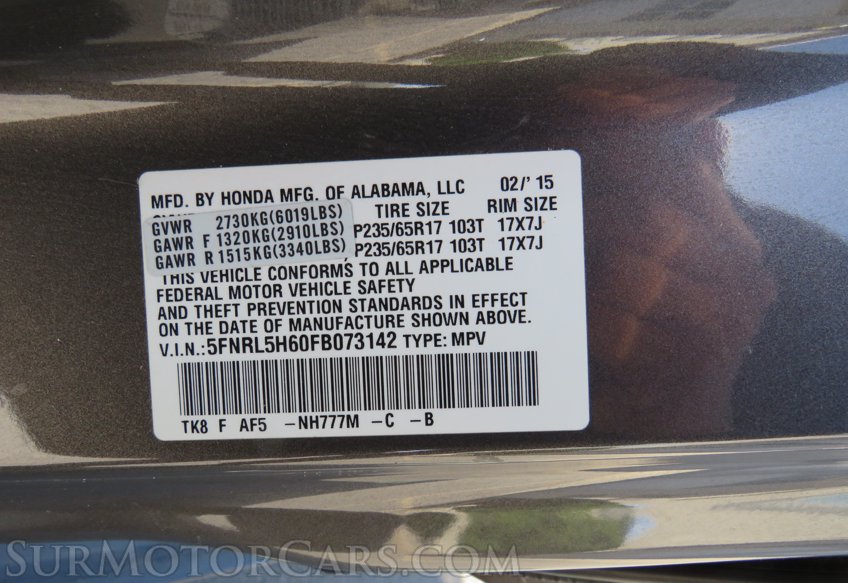 MFD. BY HONDA MFG. OF ALABAMA, LLC 02/'15
TIRE SIZE RIM SIZE
GVWR 2730KG(6019LBS)
GAWR F 1320KG(2910LBS) P235/65R17 103T 17X7J
GAWR R 1515KG(3340LBS) P235/65R17 103T 17X7J
THIS VEHICLE CONFORMS TO ALL APPLICABLE
FEDERAL MOTOR VEHICLE SAFETY
AND THEFT PREVENTION STANDARDS IN EFFECT
ON THE DATE OF MANUFACTURE SHOWN ABOVE.
V.I.N.:5FNRL5H60FB073142 TYPE: MPV
TK8 F AF5 -NH777M -C -B
SURMOTORCARS.COM